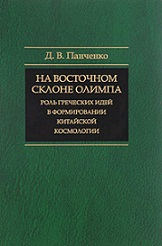 Д. В. Панченко
НА ВОСТОЧНОМ
СКЛОНЕ ОЛИМПА
РОЛЬ ГРЕЧЕСКИХ ИДЕЙ
В ФОРМИРОВАНИИ
КИТАЙСКОЙ
КОСМОЛОГИИ